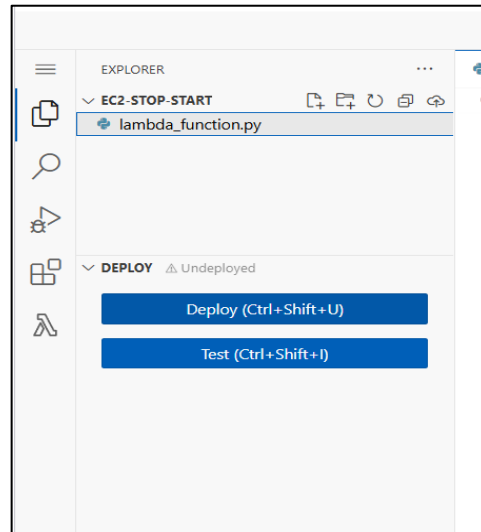 EXPLORER
EC2-STOP-START
lambda_function.py
DEPLOY ⚠ Undeployed
Deploy (Ctrl+Shift+U)
Test (Ctrl+Shift+I)